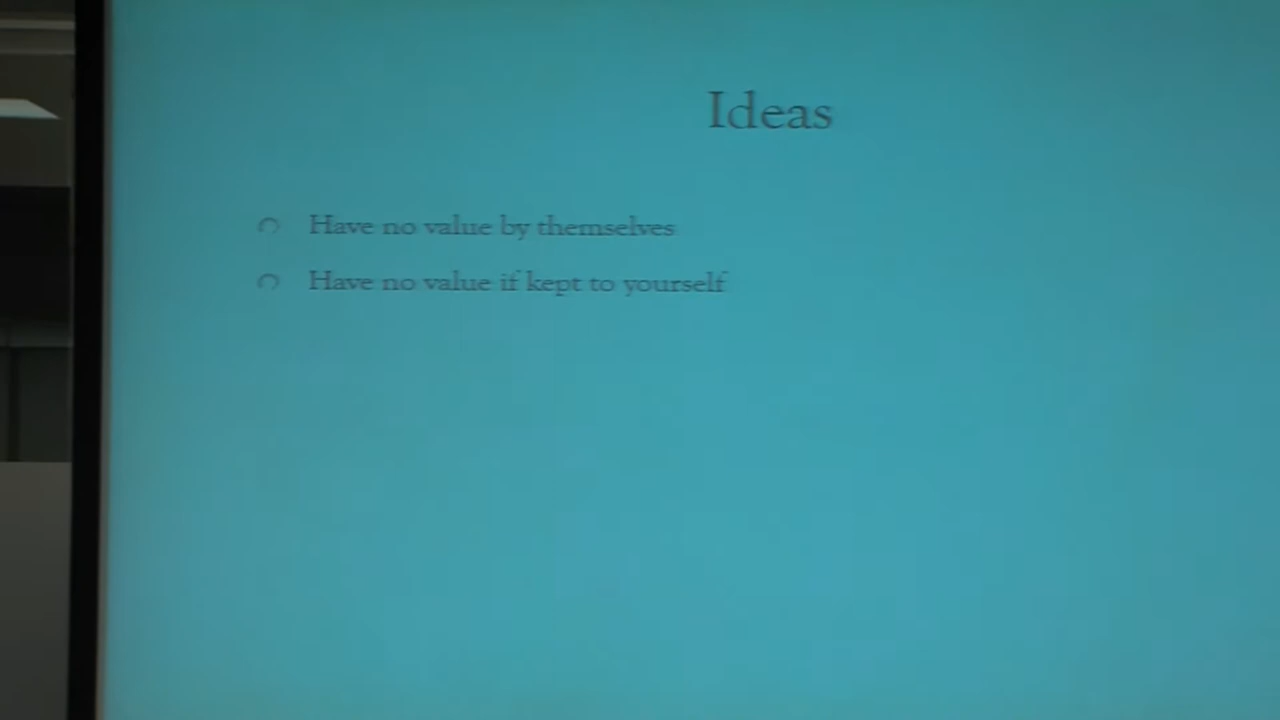 Ideas
Have no value by themselves
Have no value if kept to yourself